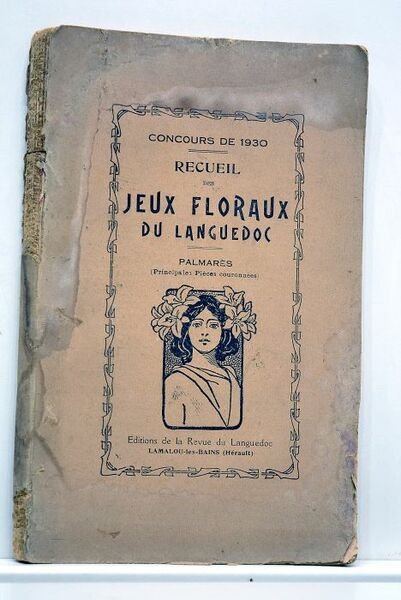 CONCOURS DE 1930
RECUEIL
DES
JEUX FLORAUX
DU LANGUEDOC
PALMARÈS
(Principales Pièces couronnées)
Editions de la Revue du Languedoc
LAMALOU-les-BAINS (Hérault)